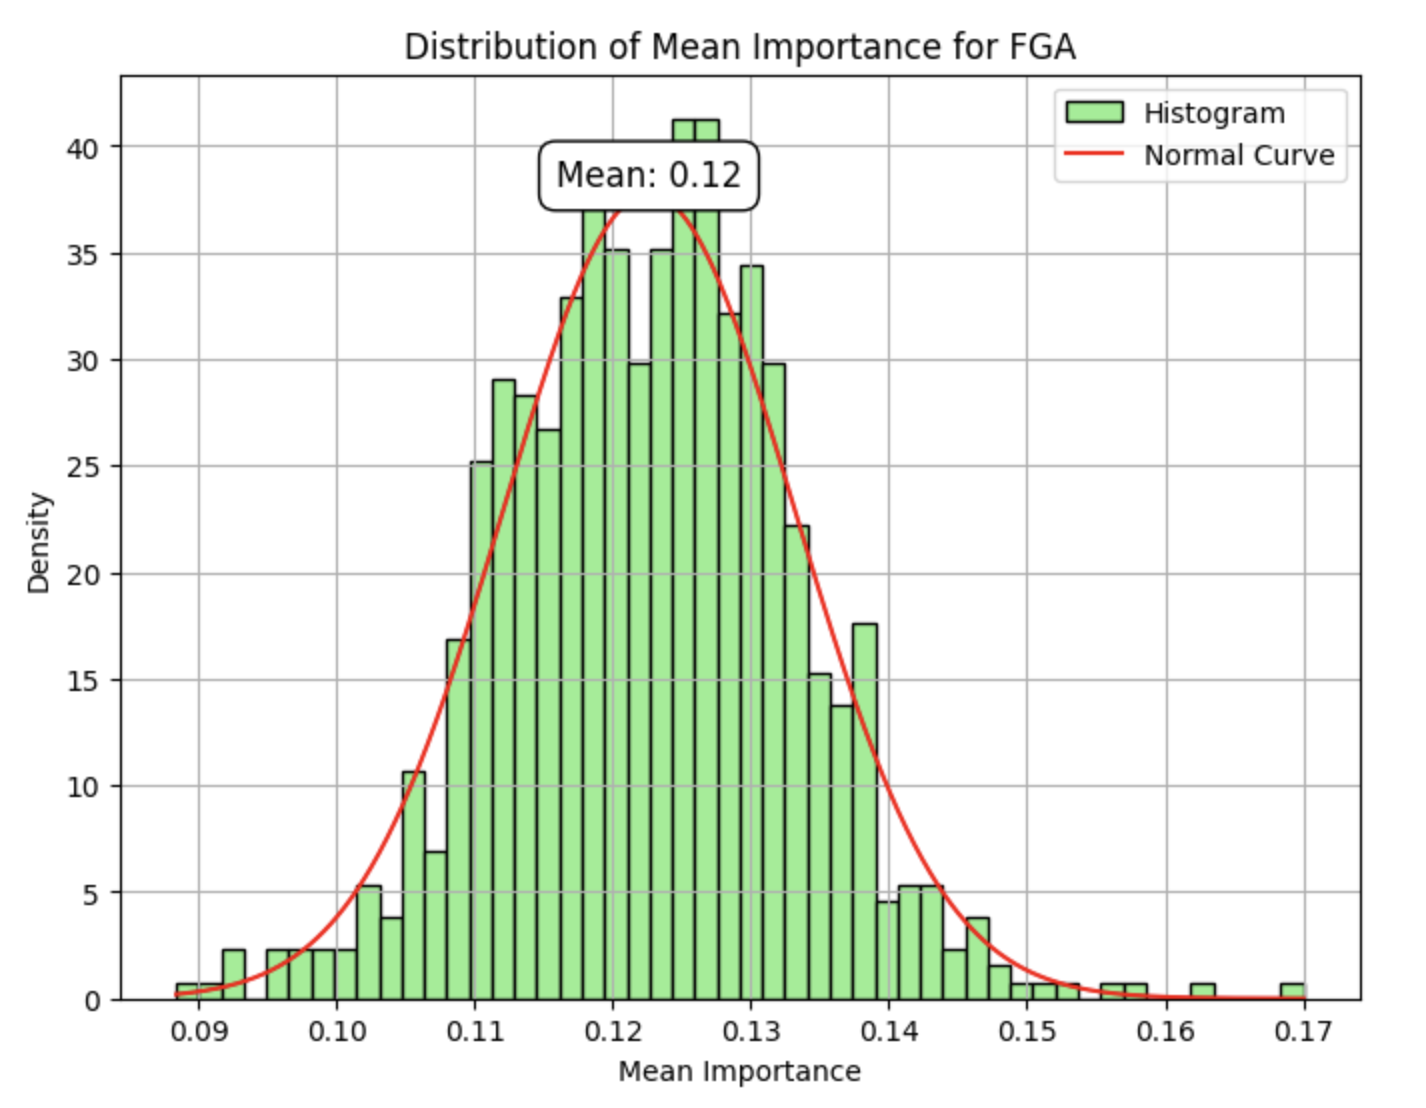 Distribution of Mean Importance for FGA
Histogram
Normal Curve
Mean: 0.12
Density
40
35
30
25
20
15
10
5
0
0.09 0.10 0.11 0.12 0.13 0.14 0.15 0.16 0.17
Mean Importance